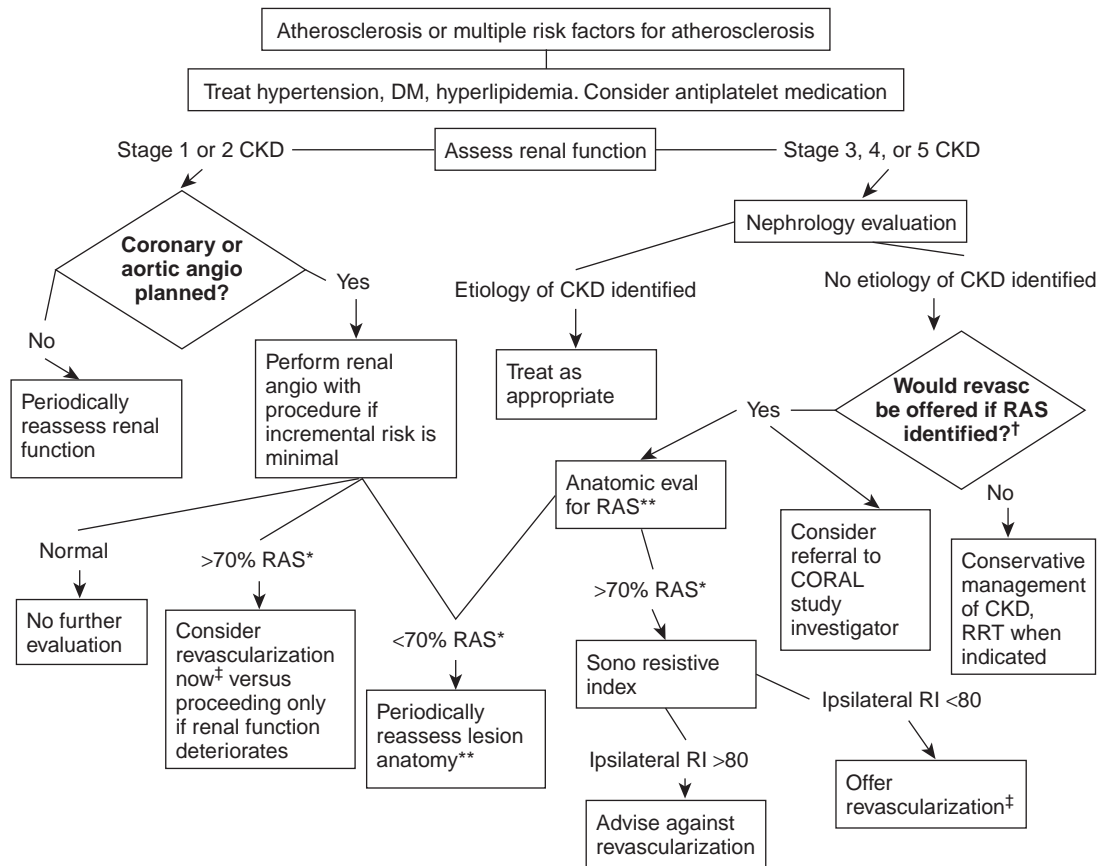 Atherosclerosis or multiple risk factors for atherosclerosis
Treat hypertension, DM, hyperlipidemia. Consider antiplatelet medication
Stage 1 or 2 CKD
Assess renal function
Stage 3, 4, or 5 CKD
Coronary or
aortic angio
planned?
Nephrology evaluation
Yes
No
Etiology of CKD identified
No etiology of CKD identified
Periodically
reassess renal
function
Perform renal
angio with
procedure if
incremental risk is
minimal
Treat as
appropriate
Would revasc
be offered if RAS
identified?†
Yes
No
Anatomic eval
for RAS**
Consider
referral to
CORAL
study
investigator
Conservative
management
of CKD,
RRT when
indicated
Normal
>70% RAS*
<70% RAS*
>70% RAS*
No further
evaluation
Consider
revascularization
now‡ versus
proceeding only
if renal function
deteriorates
Periodically
reassess lesion
anatomy**
Sono resistive
index
Ipsilateral RI <80
Ipsilateral RI >80
Offer
revascularization‡
Advise against
revascularization